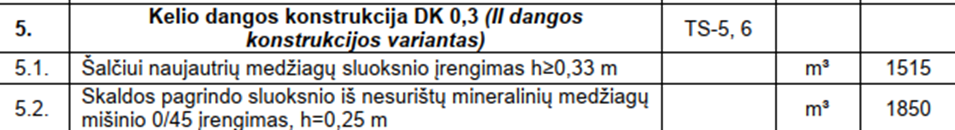 5. Kelio dangos konstrukcija DK 0,3 (II dangos konstrukcijos variantas) TS-5, 6
5.1. Šalčiui naujautrių medžiagų sluoksnio įrengimas h≥0,33 m m³ 1515
5.2. Skaldos pagrindo sluoksnio iš nesurištų mineralinių medžiagų mišinio 0/45 įrengimas, h=0,25 m m³ 1850